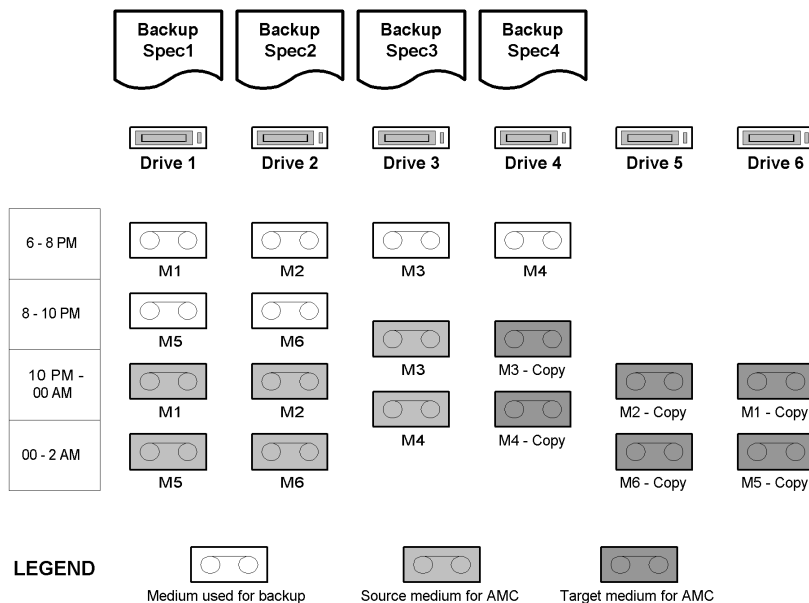 Backup
Spec1
Backup
Spec2
Backup
Spec3
Backup
Spec4
Drive 1
Drive 2
Drive 3
Drive 4
Drive 5
Drive 6
6 - 8 PM
M1
M2
M3
M4
8 - 10 PM
M5
M6
M3
M3 - Copy
10 PM -
00 AM
M1
M2
M2 - Copy
M1 - Copy
M4
M4 - Copy
00 - 2 AM
M5
M6
M6 - Copy
M5 - Copy
LEGEND
Medium used for backup
Source medium for AMC
Target medium for AMC